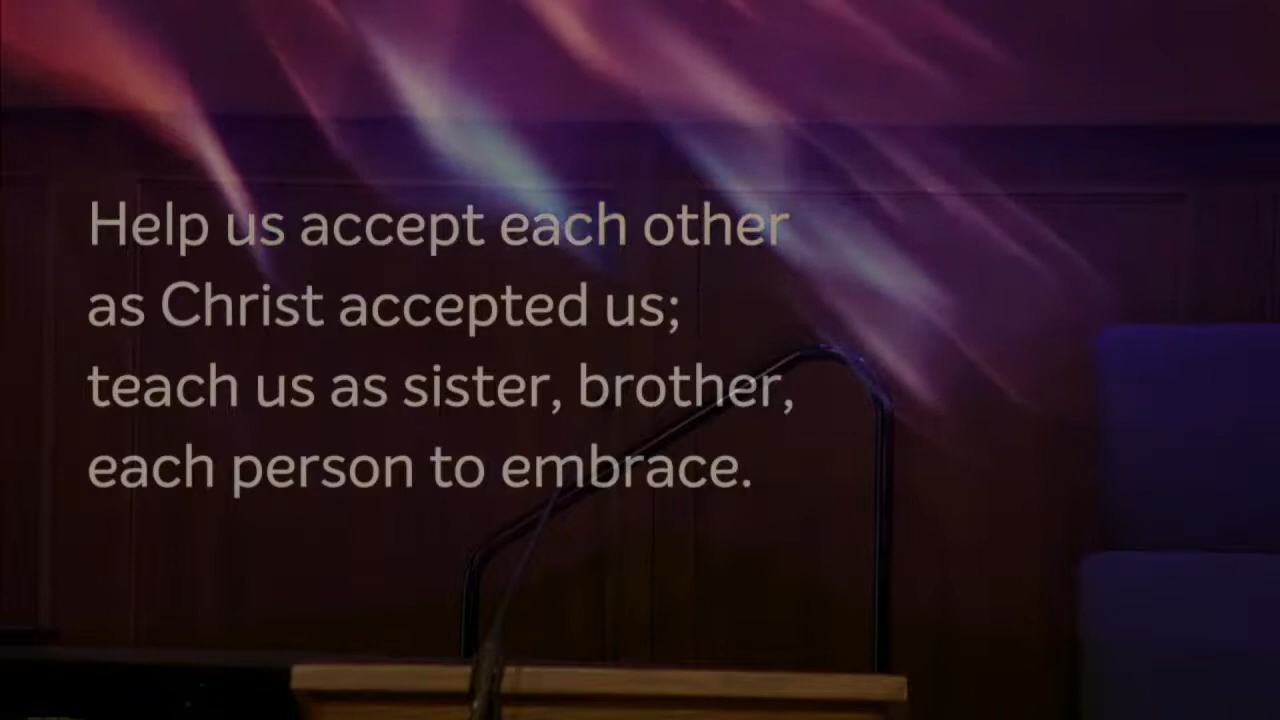 Help us accept each other
as Christ accepted us;
teach us as sister, brother,
each person to embrace.